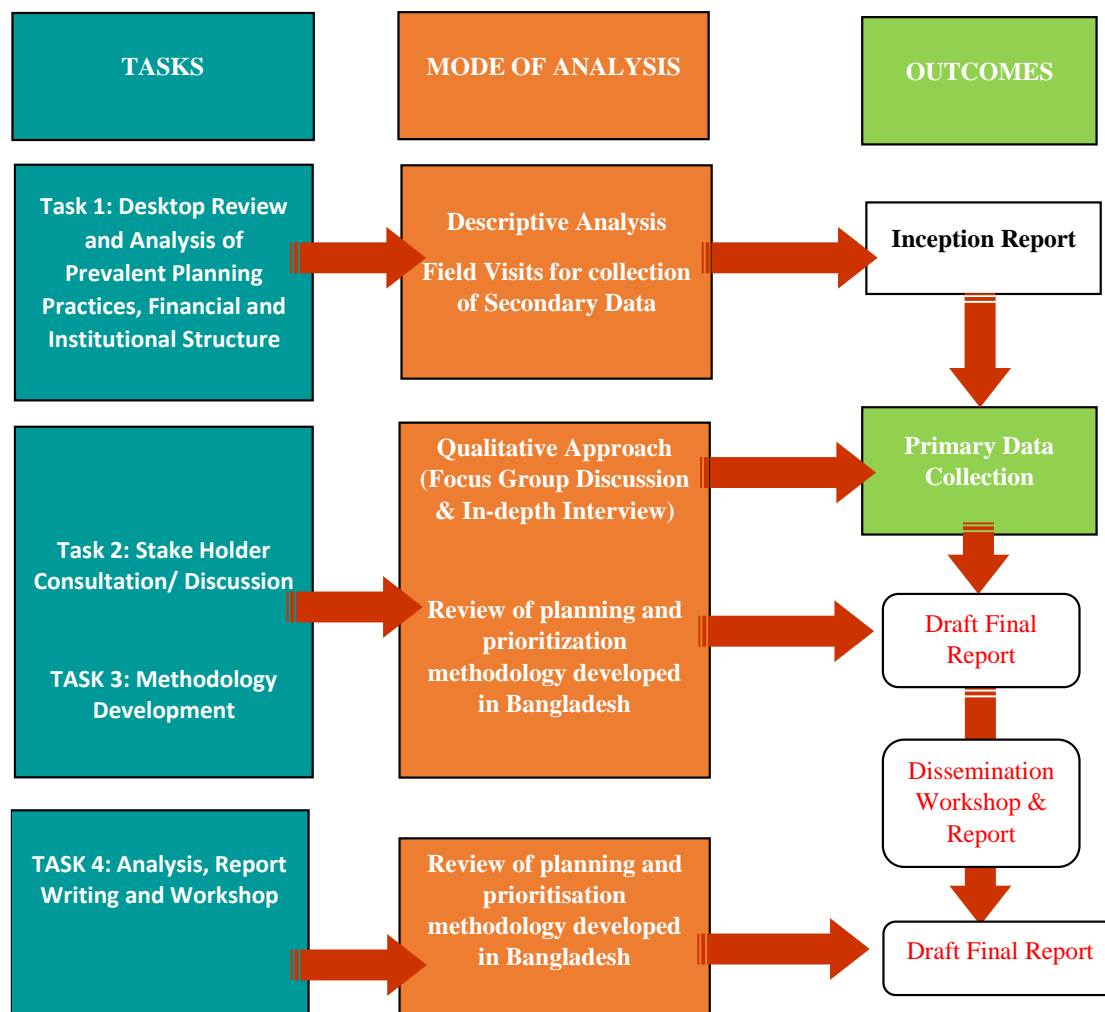 TASKS
MODE OF ANALYSIS
OUTCOMES
Task 1: Desktop Review
and Analysis of
Prevalent Planning
Practices, Financial and
Institutional Structure
Descriptive Analysis
Field Visits for collection
of Secondary Data
Inception Report
Task 2: Stake Holder
Consultation/ Discussion
TASK 3: Methodology
Development
Qualitative Approach
(Focus Group Discussion
& In-depth Interview)
Review of planning and
prioritization
methodology developed
in Bangladesh
Primary Data
Collection
Draft Final
Report
Dissemination
Workshop &
Report
TASK 4: Analysis, Report
Writing and Workshop
Review of planning and
prioritisation
methodology developed
in Bangladesh
Draft Final Report